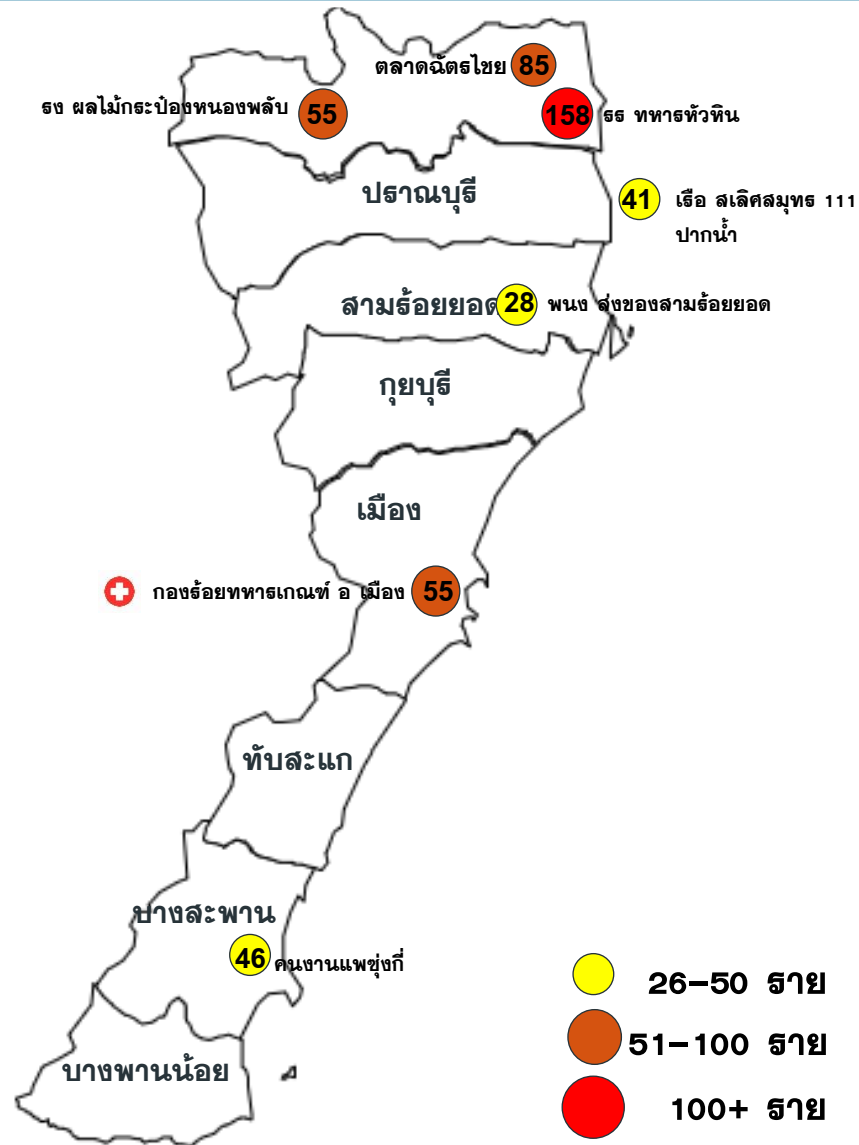 ตลาดฉัตรไชย 85
รง ผลไม้กระป๋องหนองพลับ 55
158 รร ทหารหัวหิน
ปราณบุรี
41 เรือ สเลิศสมุทร 111
ปากน้ำ
สามร้อยยอด 28 พนง ส่งของสามร้อยยอด
กุยบุรี
เมือง
กองร้อยทหารเกณฑ์ อ เมือง 55
ทับสะแก
บางสะพาน
46 คนงานแพชุ่งกี่
บางพานน้อย
26-50 ราย
51-100 ราย
100+ ราย